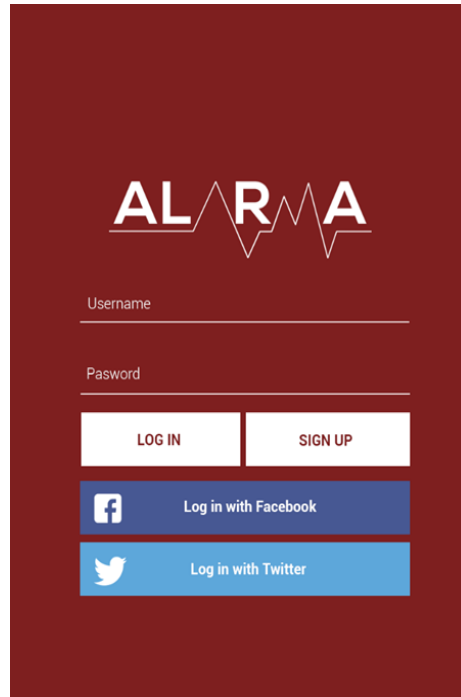 ALARMA
Username
Pasword
LOG IN
SIGN UP
Log in with Facebook
Log in with Twitter